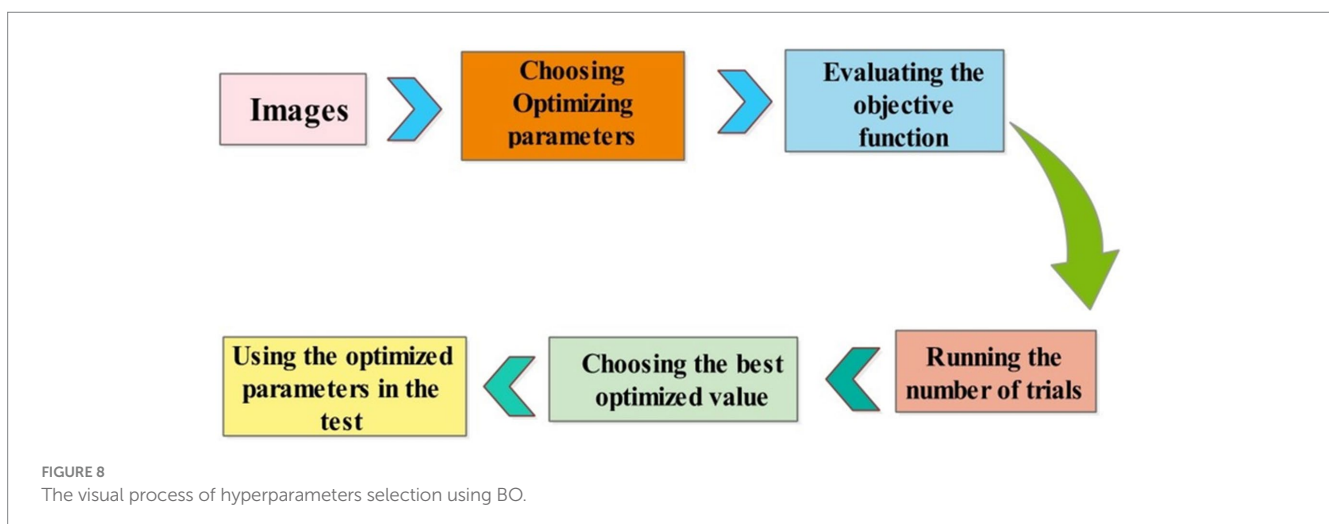 Images
Choosing
Optimizing
parameters
Evaluating the
objective
function
Running the
number of trials
Choosing the best
optimized value
Using the optimized
parameters in the
test
FIGURE 8
The visual process of hyperparameters selection using BO.